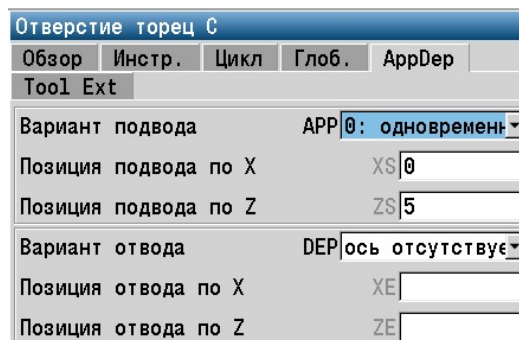 Отверстие торец C
Обзор Инстр. Цикл Глоб. AppDep
Tool Ext
Вариант подвода APP 0: одновременн
Позиция подвода по X XS 0
Позиция подвода по Z ZS 5
Вариант отвода DEP ось отсутствуе
Позиция отвода по X XE
Позиция отвода по Z ZE